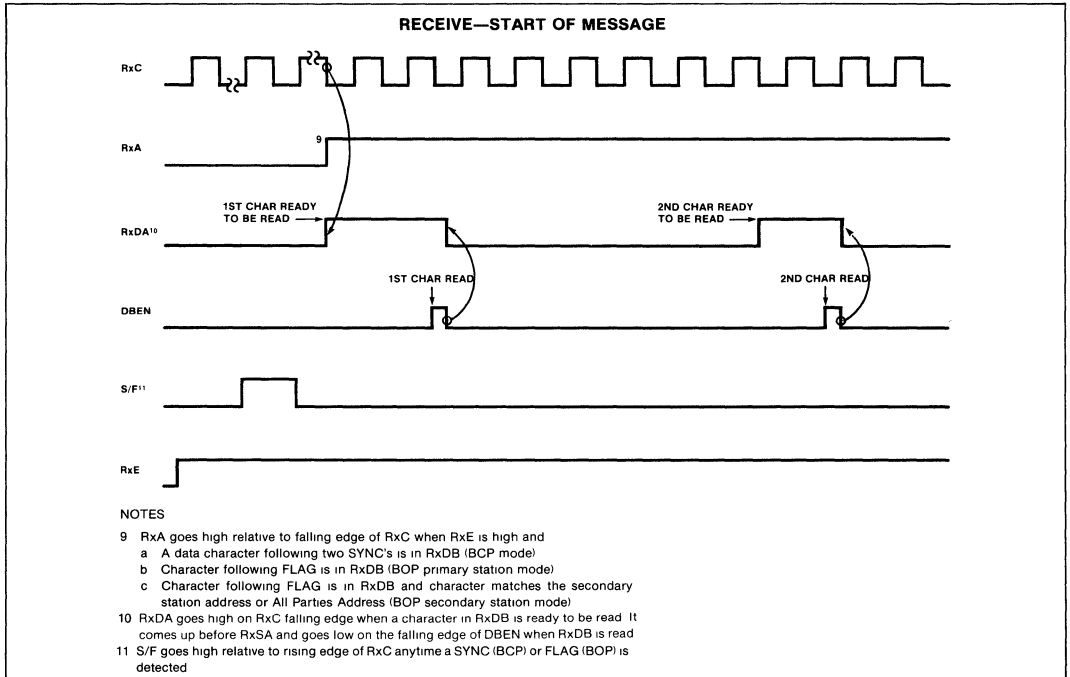 RECEIVE—START OF MESSAGE
RxC
RxA
9
1ST CHAR READY
TO BE READ
2ND CHAR READY
TO BE READ
RxDA10
1ST CHAR READ
2ND CHAR READ
DBEN
S/F11
RxE
NOTES
9 RxA goes high relative to falling edge of RxC when RxE is high and
a A data character following two SYNC's is in RxDB (BCP mode)
b Character following FLAG is in RxDB (BOP primary station mode)
c Character following FLAG is in RxDB and character matches the secondary
station address or All Parties Address (BOP secondary station mode)
10 RxDA goes high on RxC falling edge when a character in RxDB is ready to be read It
comes up before RxSA and goes low on the falling edge of DBEN when RxDB is read
11 S/F goes high relative to rising edge of RxC anytime a SYNC (BCP) or FLAG (BOP) is
detected